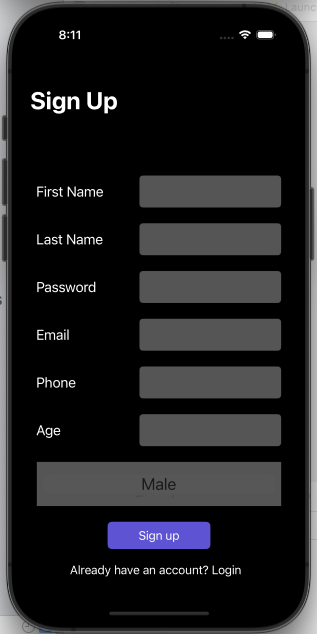 Launc
8:11
Sign Up
First Name
Last Name
Password
Email
Phone
Age
Male
Sign up
Already have an account? Login